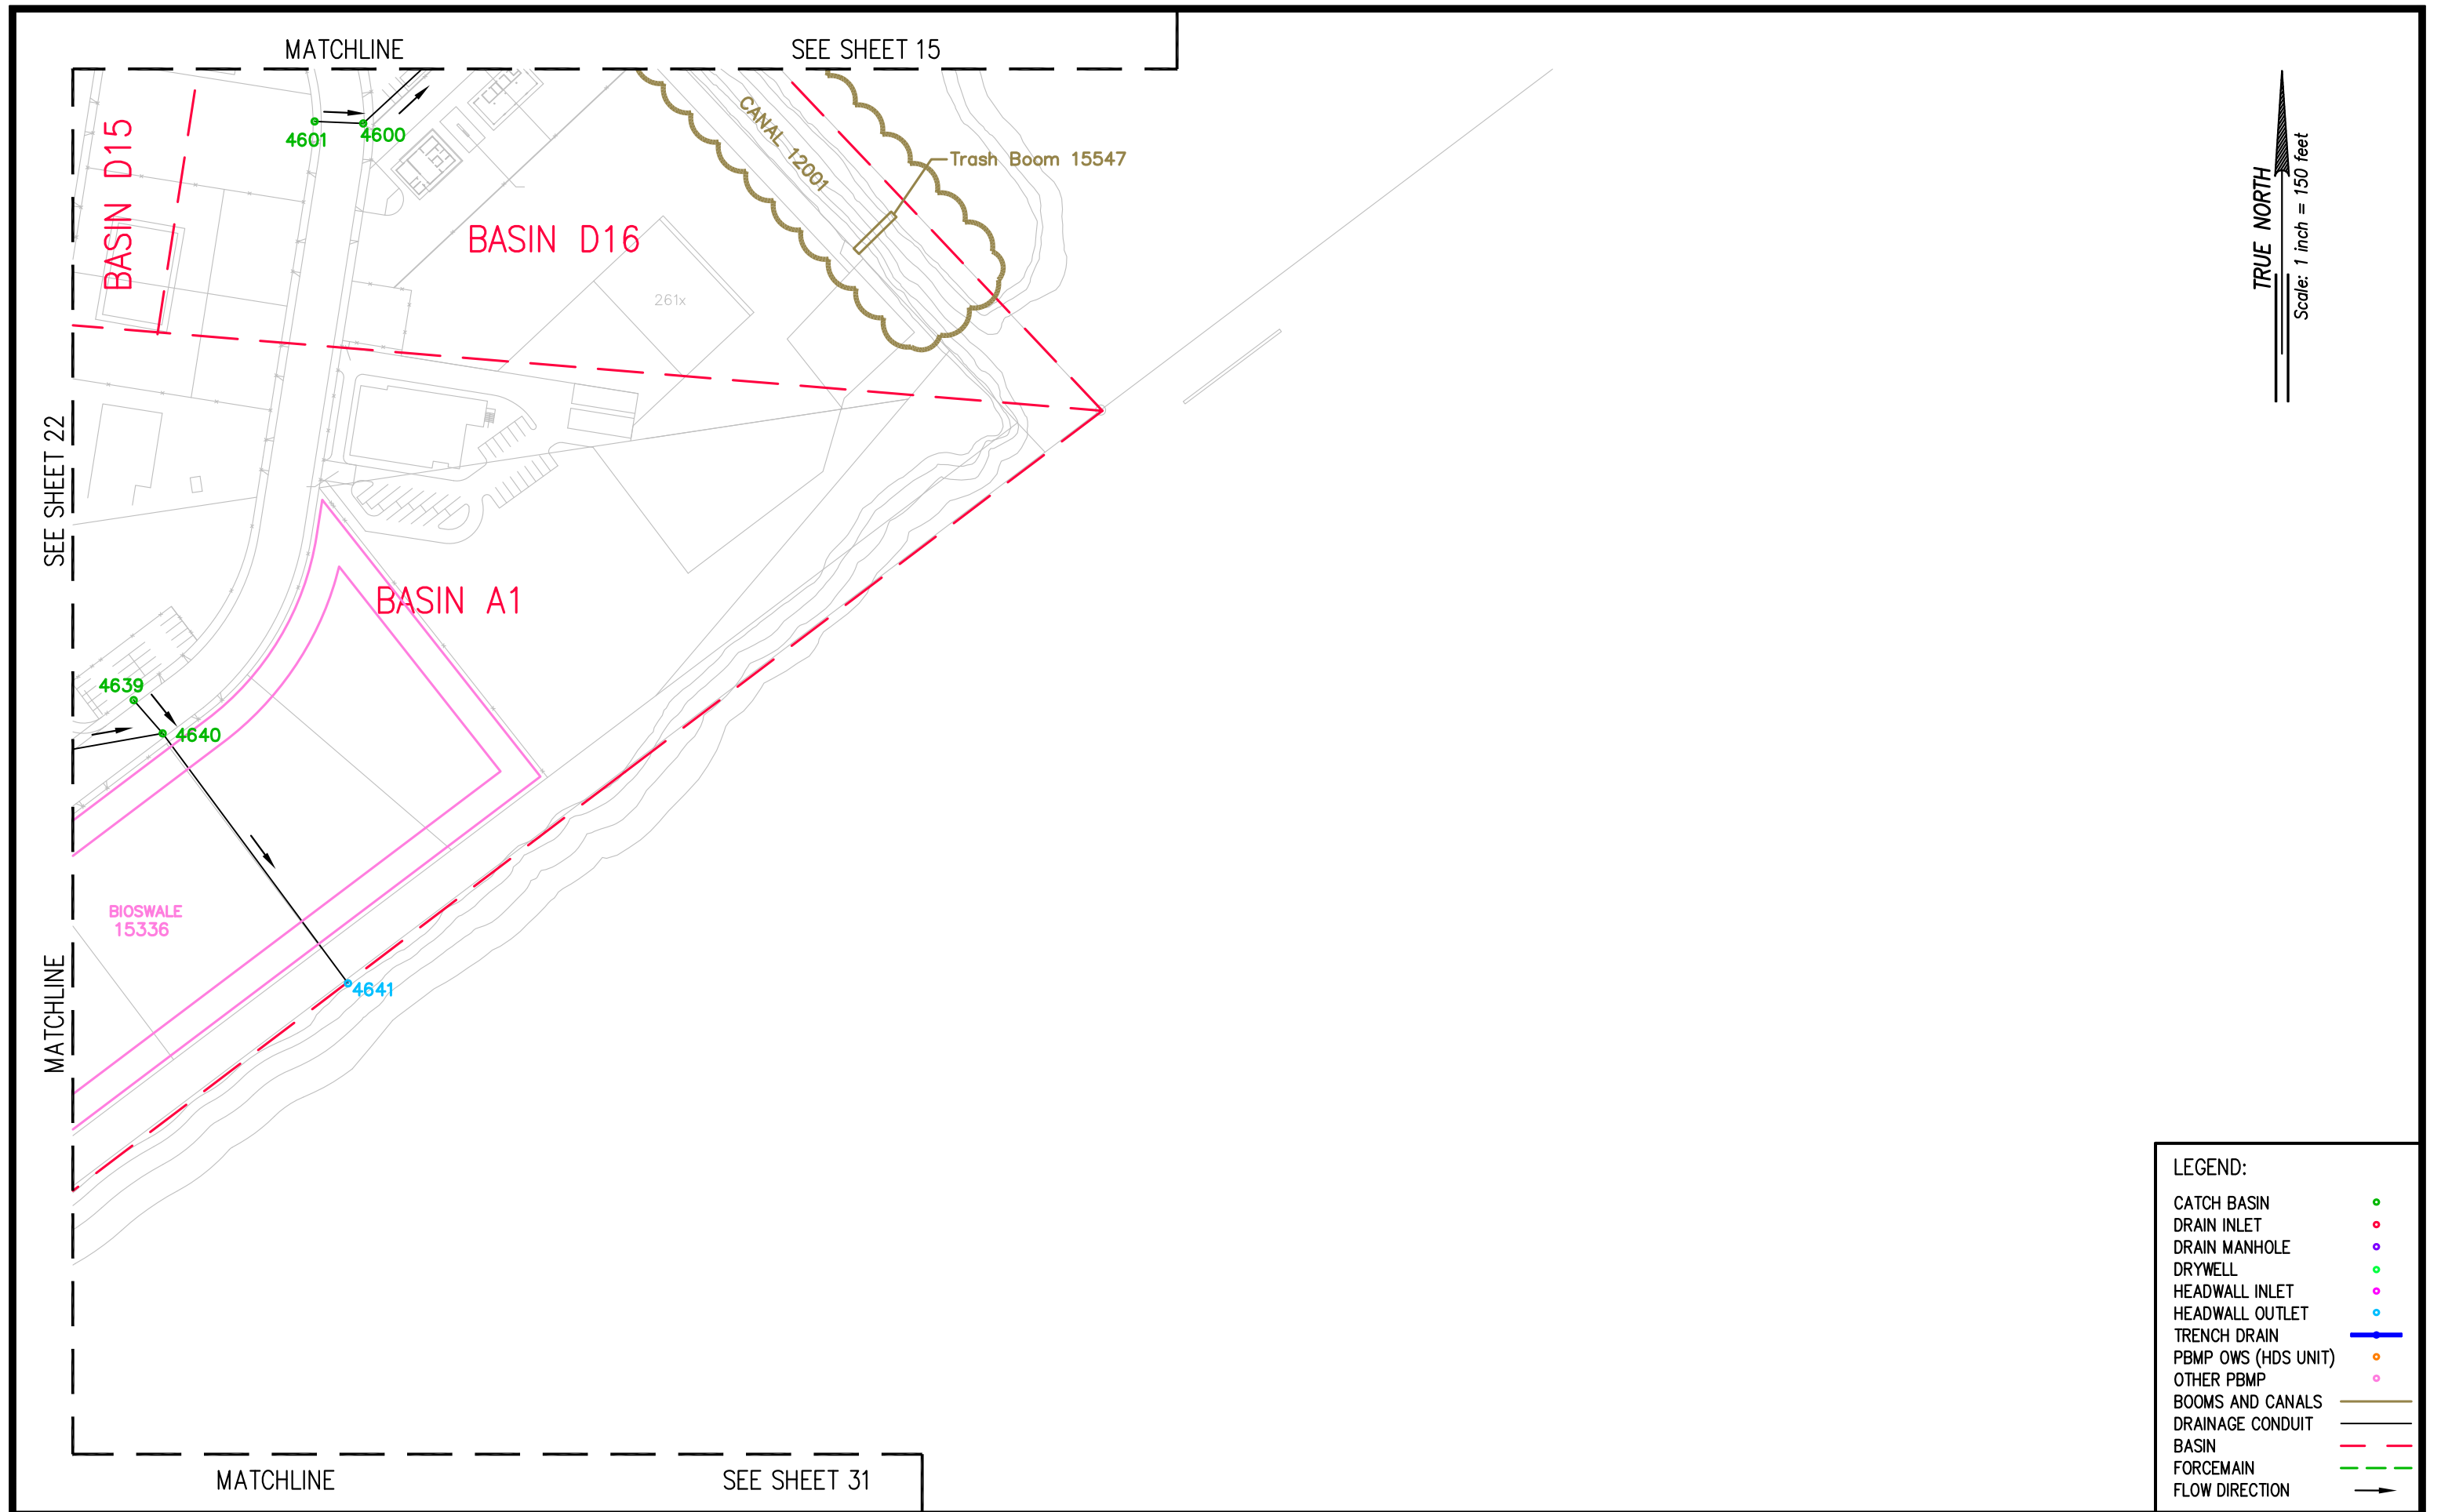 MATCHLINE
SEE SHEET 15
CANAL 12001
Trash Boom 15547
TRUE NORTH
Scale: 1 inch = 150 feet
4601
4600
BASIN D15
BASIN D16
261x
SEE SHEET 22
BASIN A1
4639
4640
BIOSWALE
15336
4641
MATCHLINE
MATCHLINE
SEE SHEET 31
LEGEND:
CATCH BASIN
DRAIN INLET
DRAIN MANHOLE
DRYWELL
HEADWALL INLET
HEADWALL OUTLET
TRENCH DRAIN
PBMP OWS (HDS UNIT)
OTHER PBMP
BOOMS AND CANALS
DRAINAGE CONDUIT
BASIN
FORCEMAIN
FLOW DIRECTION